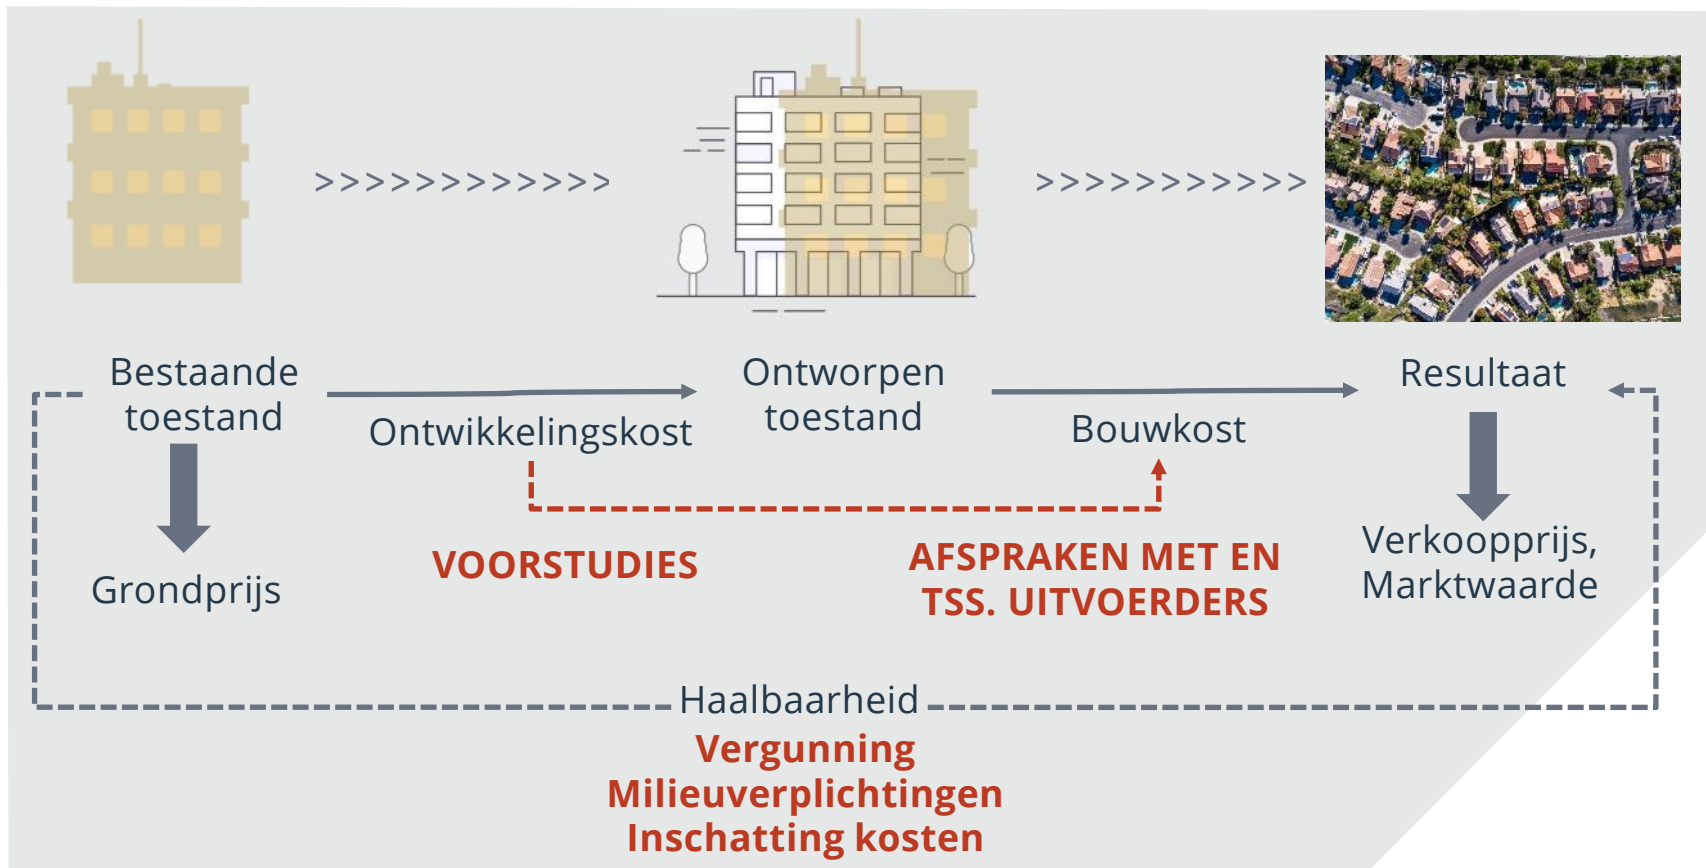 >>>>>>>>>>>>
>>>>>>>>>>>
Bestaande
toestand
Ontwikkelingskost
Ontworpen
toestand
Bouwkost
Resultaat
Grondprijs
VOORSTUDIES
AFSPRAKEN MET EN
TSS. UITVOERDERS
Verkoopprijs,
Marktwaarde
Haalbaarheid
Vergunning
Milieuverplichtingen
Inschatting kosten